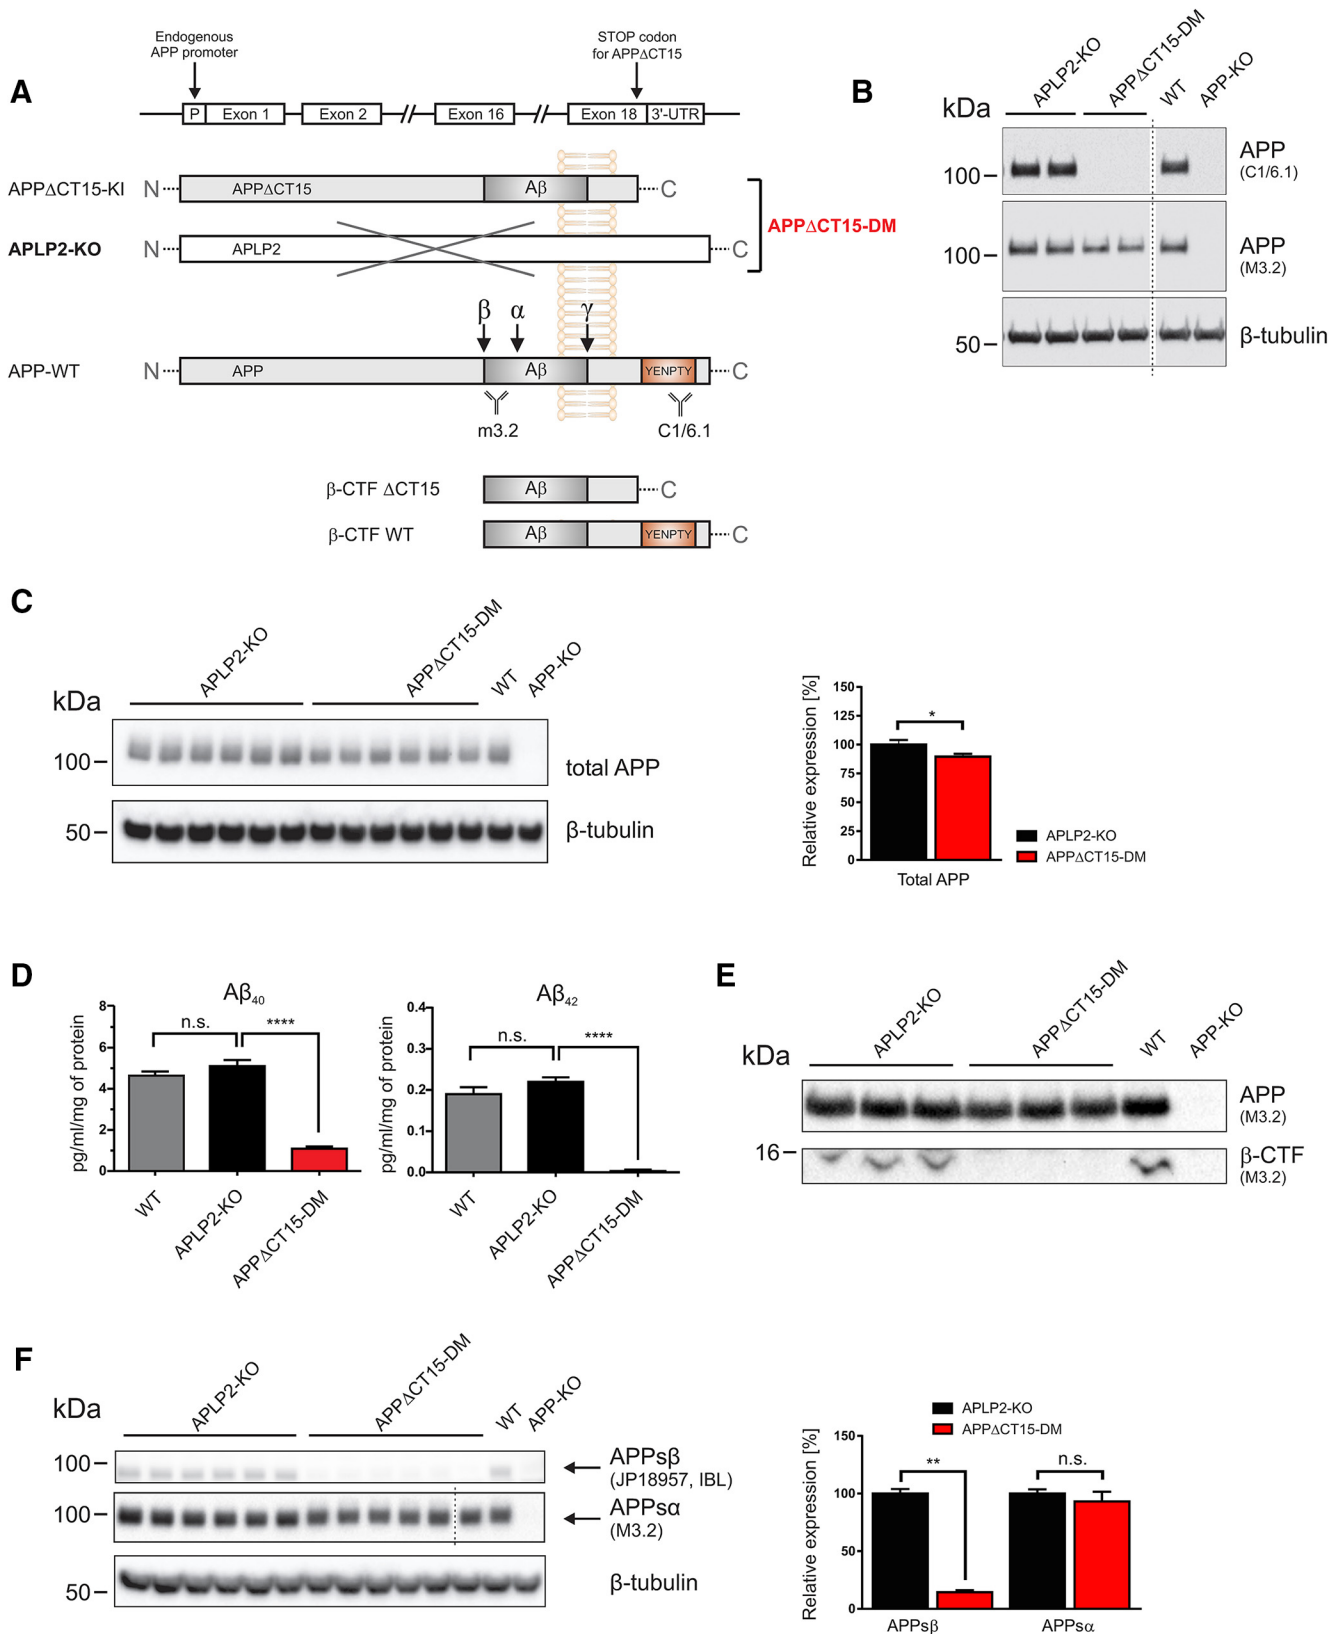 A
Endogenous
APP promoter
STOP codon
for APPΔCT15
P
Exon 1
Exon 2
//
Exon 16
//
Exon 18
3'-UTR
APPΔCT15-KI
N
APPΔCT15
Aβ
C
APLP2-KO
N
APLP2
C
APPΔCT15-DM
β
α
γ
APP-WT
N
APP
Aβ
YENPTY
C
m3.2
C1/6.1
β-CTF ΔCT15
Aβ
C
β-CTF WT
Aβ
YENPTY
C
B
kDa
APLP2-KO
APPΔCT15-DM
WT
APP-KO
100
APP
(C1/6.1)
100
APP
(M3.2)
50
β-tubulin
C
kDa
APLP2-KO
APPΔCT15-DM
WT
APP-KO
100
total APP
50
β-tubulin
Relative expression [%]
150
125
100
75
50
25
0
*
Total APP
APLP2-KO
APPΔCT15-DM
D
Aβ40
pg/ml/mg of protein
8
6
4
2
0
n.s.
****
WT
APLP2-KO
APPΔCT15-DM
Aβ42
pg/ml/mg of protein
0.4
0.3
0.2
0.1
0.0
n.s.
****
WT
APLP2-KO
APPΔCT15-DM
E
kDa
APLP2-KO
APPΔCT15-DM
WT
APP-KO
APP
(M3.2)
16
β-CTF
(M3.2)
F
kDa
APLP2-KO
APPΔCT15-DM
WT
APP-KO
100
APPsβ
(JP18957, IBL)
100
APPsα
(M3.2)
50
β-tubulin
APLP2-KO
APPΔCT15-DM
Relative expression [%]
150
100
50
0
**
n.s.
APPsβ
APPsα